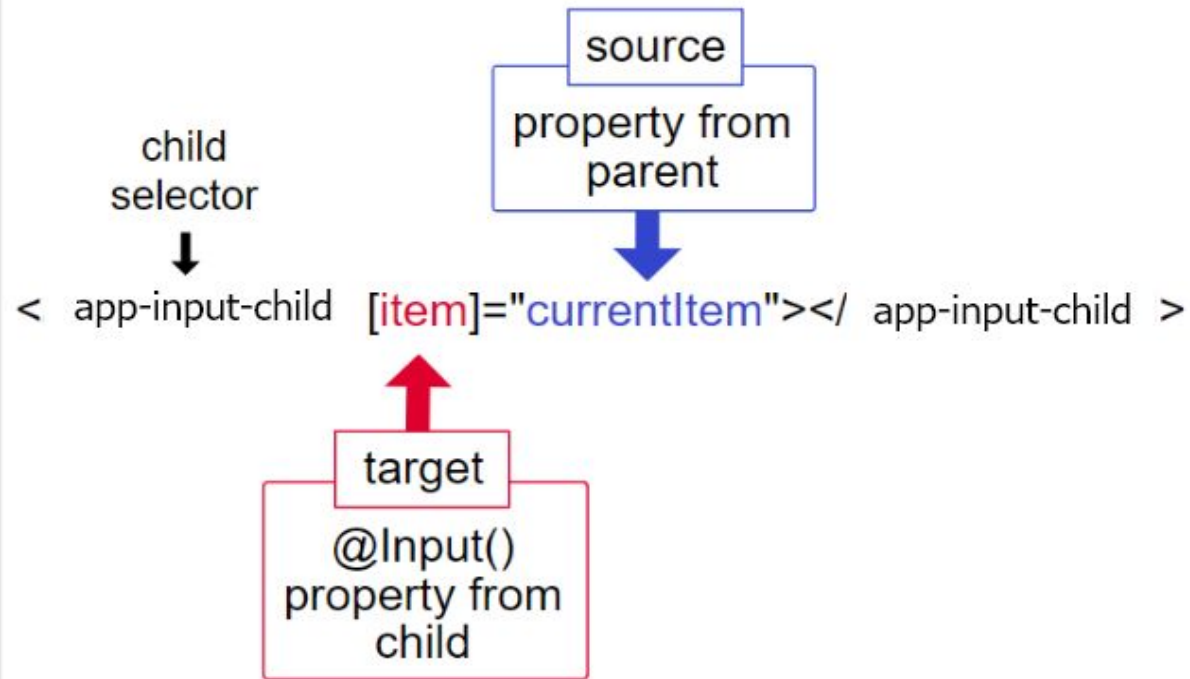 source
property from
parent
child
selector
< app-input-child [item]="currentItem"></ app-input-child >
target
@Input()
property from
child